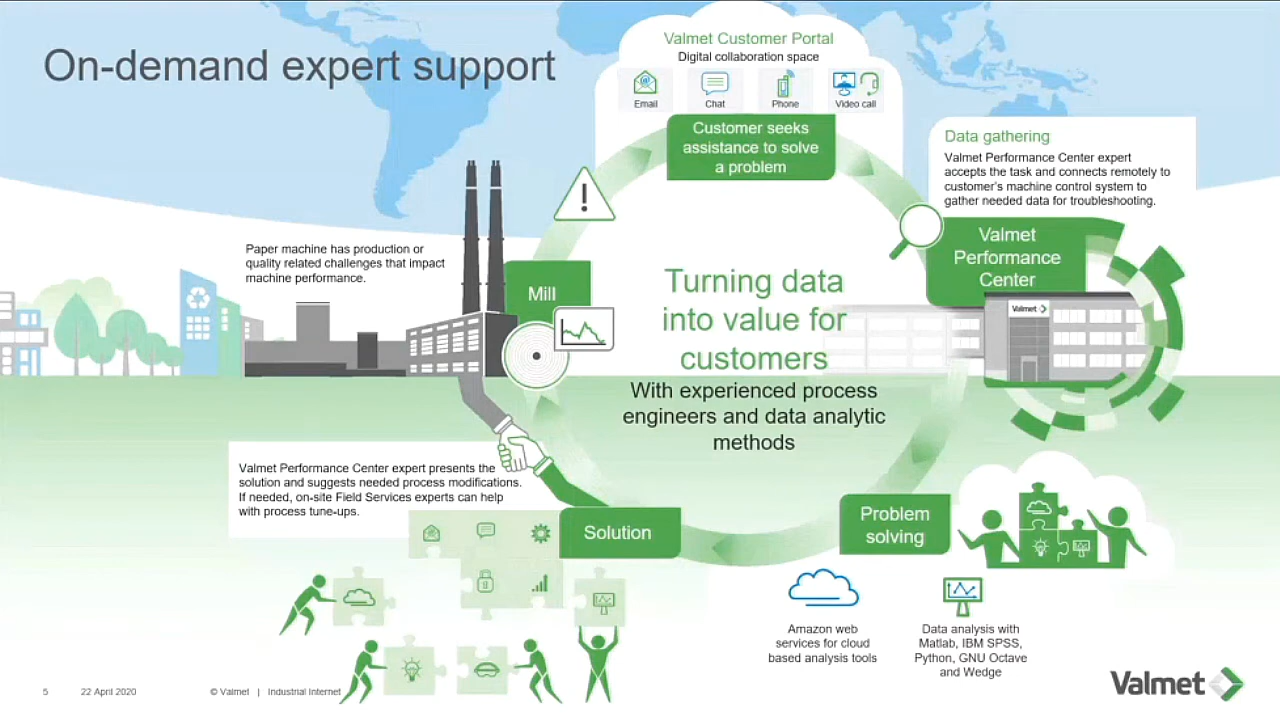 On-demand expert support
Valmet Customer Portal
Digital collaboration space
Email
Chat
Phone
Video call
Customer seeks
assistance to solve
a problem
Data gathering
Valmet Performance Center expert
accepts the task and connects remotely to
customer's machine control system to
gather needed data for troubleshooting.
Valmet
Performance
Center
Valmet
Paper machine has production or
quality related challenges that impact
machine performance.
Mill
Turning data
into value for
customers
With experienced process
engineers and data analytic
methods
Valmet Performance Center expert presents the
solution and suggests needed process modifications.
If needed, on-site Field Services experts can help
with process tune-ups.
Solution
Problem
solving
Amazon web
services for cloud
based analysis tools
Data analysis with
Matlab, IBM SPSS,
Python, GNU Octave
and Wedge
5 22 April 2020 © Valmet | Industrial Internet
Valmet